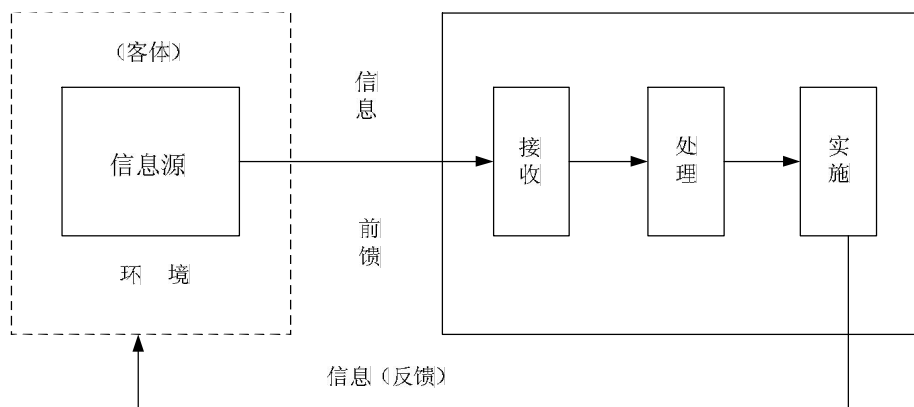 （客体）
信息源
环 境
信息
前馈
接收
处理
实施
信息（反馈）